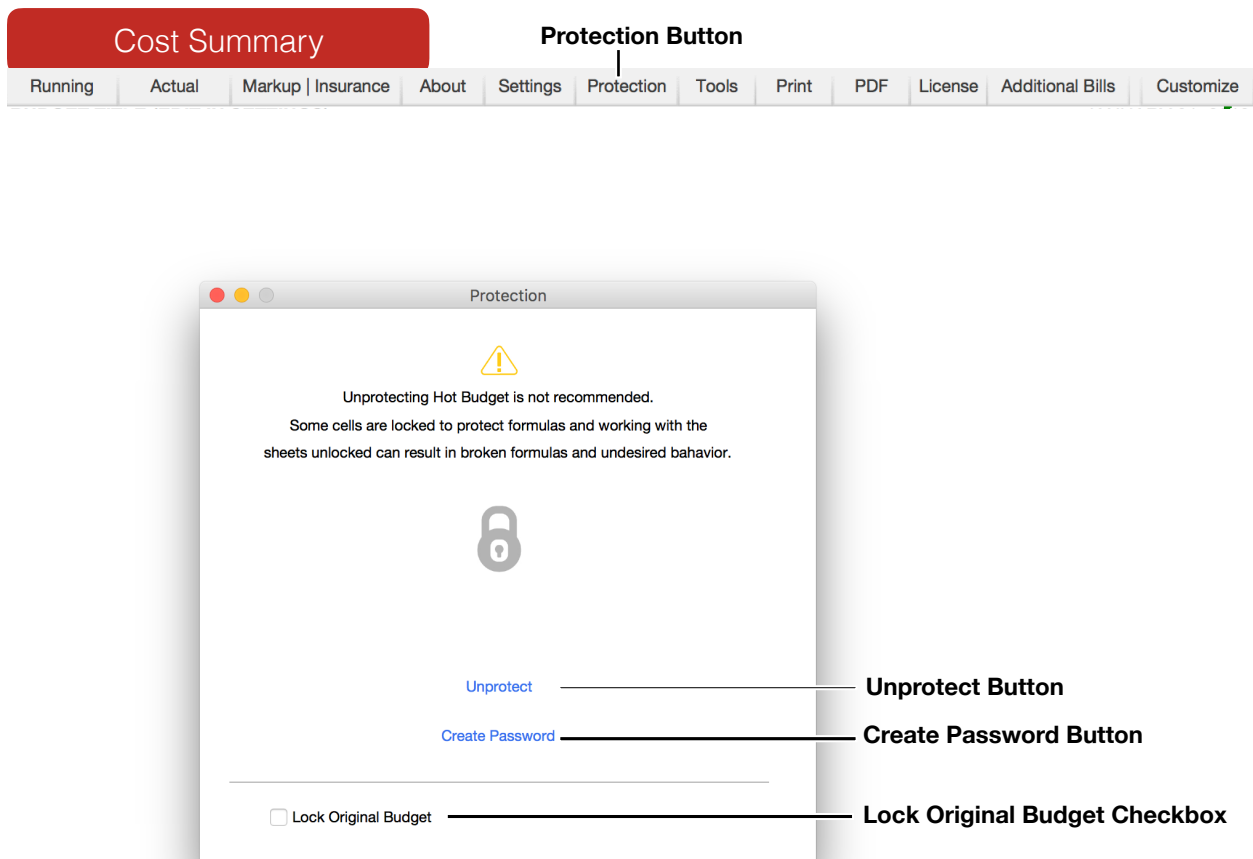 Cost Summary
Protection Button
Running Actual Markup | Insurance About Settings Protection Tools Print PDF License Additional Bills Customize
Protection
Unprotecting Hot Budget is not recommended.
Some cells are locked to protect formulas and working with the
sheets unlocked can result in broken formulas and undesired bahavior.
Unprotect
Unprotect Button
Create Password
Create Password Button
Lock Original Budget
Lock Original Budget Checkbox